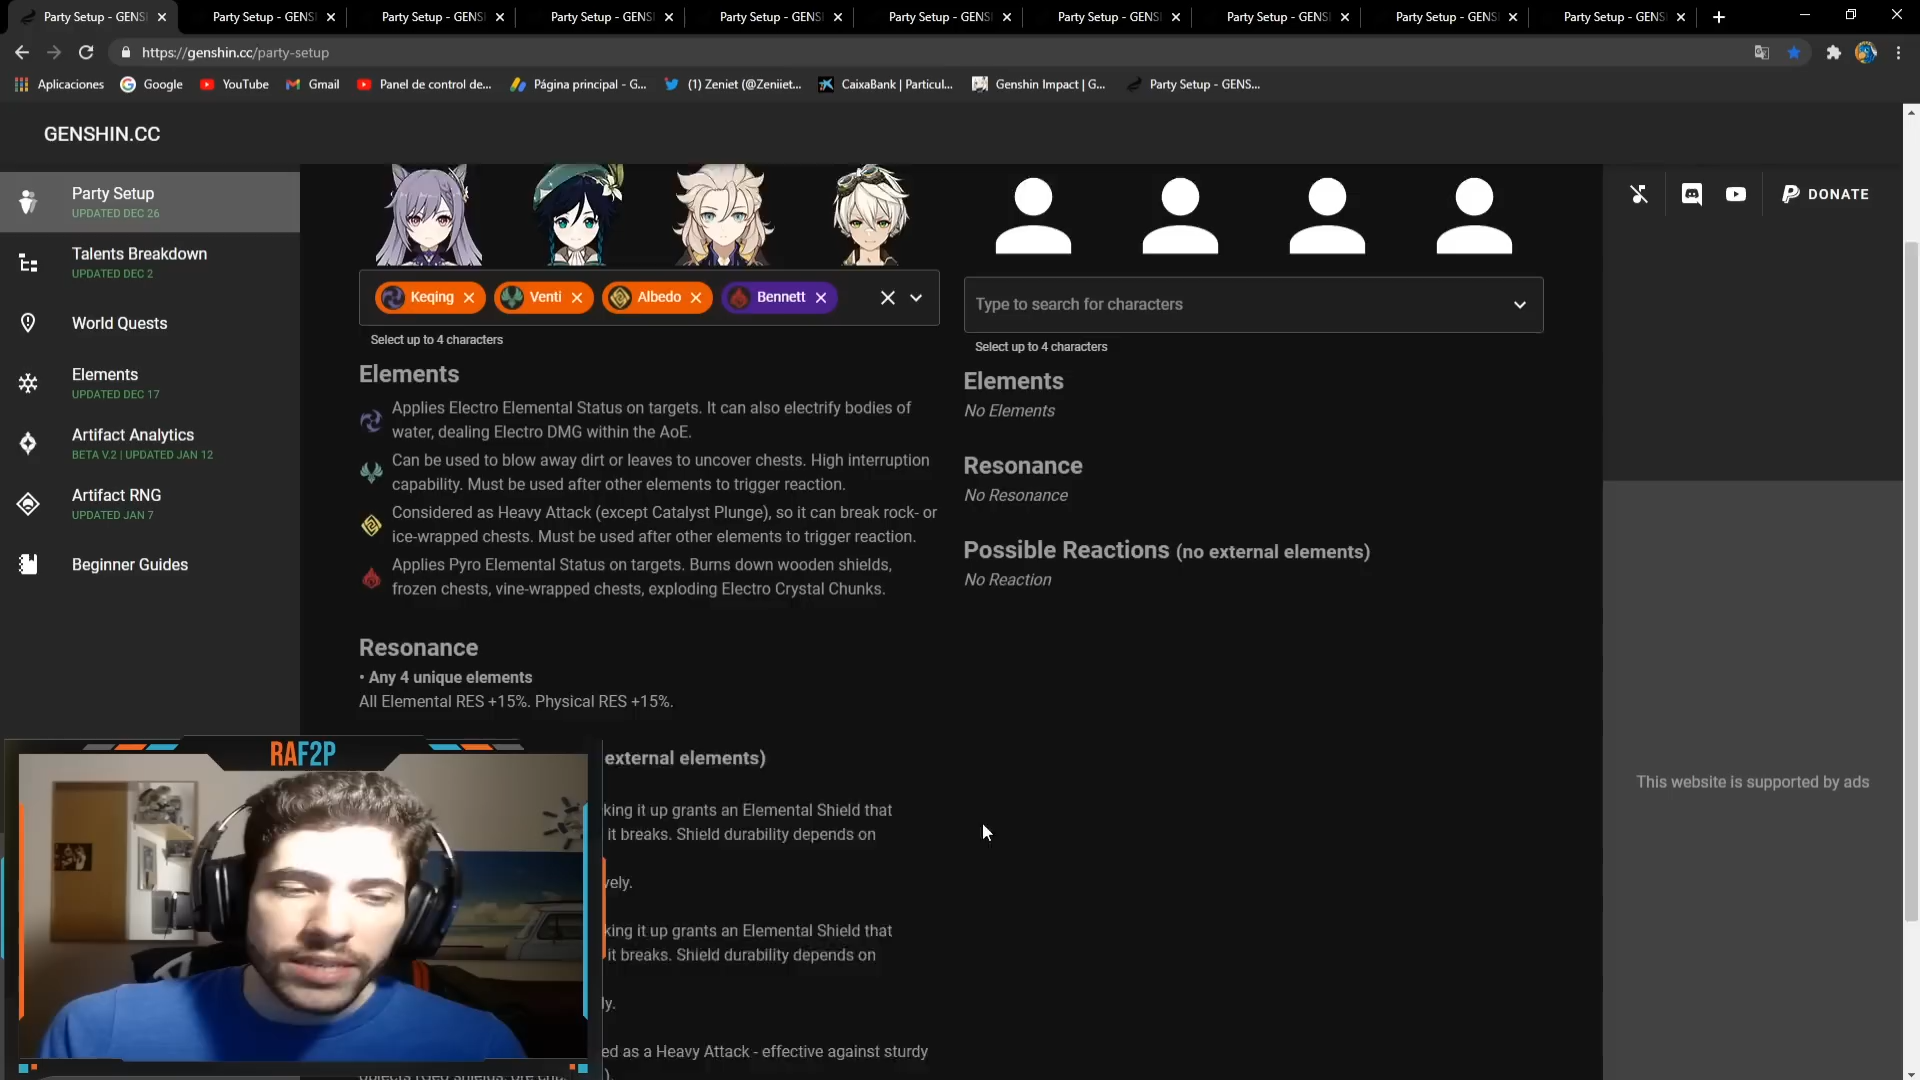 Party Setup - GENSI
Party Setup - GENSI
Party Setup - GENSI
Party Setup - GENSI
Party Setup - GENSI
Party Setup - GENSI
Party Setup - GENSI
Party Setup - GENSI
Party Setup - GENSI
Party Setup - GENSI
https://genshin.cc/party-setup
Aplicaciones
Google
YouTube
Gmail
Panel de control de...
Página principal - G...
(1) Zeniet (@Zeniiet...
CaixaBank | Particul...
Genshin Impact | G...
Party Setup - GENS...
GENSHIN.CC
Party Setup
UPDATED DEC 26
Talents Breakdown
UPDATED DEC 2
World Quests
Elements
UPDATED DEC 17
Artifact Analytics
BETA V.2 | UPDATED JAN 12
Artifact RNG
UPDATED JAN 7
Beginner Guides
Keqing
Venti
Albedo
Bennett
Select up to 4 characters
Elements
Applies Electro Elemental Status on targets. It can also electrify bodies of
water, dealing Electro DMG within the AoE.
Can be used to blow away dirt or leaves to uncover chests. High interruption
capability. Must be used after other elements to trigger reaction.
Considered as Heavy Attack (except Catalyst Plunge), so it can break rock- or
ice-wrapped chests. Must be used after other elements to trigger reaction.
Applies Pyro Elemental Status on targets. Burns down wooden shields,
frozen chests, vine-wrapped chests, exploding Electro Crystal Chunks.
Resonance
• Any 4 unique elements
All Elemental RES +15%. Physical RES +15%.
external elements)
king it up grants an Elemental Shield that
it breaks. Shield durability depends on
vely.
king it up grants an Elemental Shield that
it breaks. Shield durability depends on
ly.
ed as a Heavy Attack - effective against sturdy
Type to search for characters
Select up to 4 characters
Elements
No Elements
Resonance
No Resonance
Possible Reactions (no external elements)
No Reaction
DONATE
This website is supported by ads
RAF2P